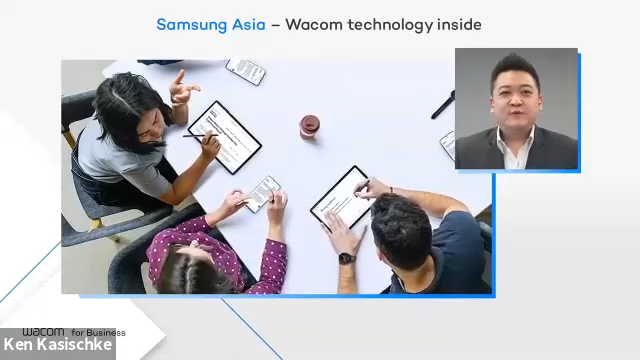 Samsung Asia – Wacom technology inside
wacom for Business
Ken Kasischke